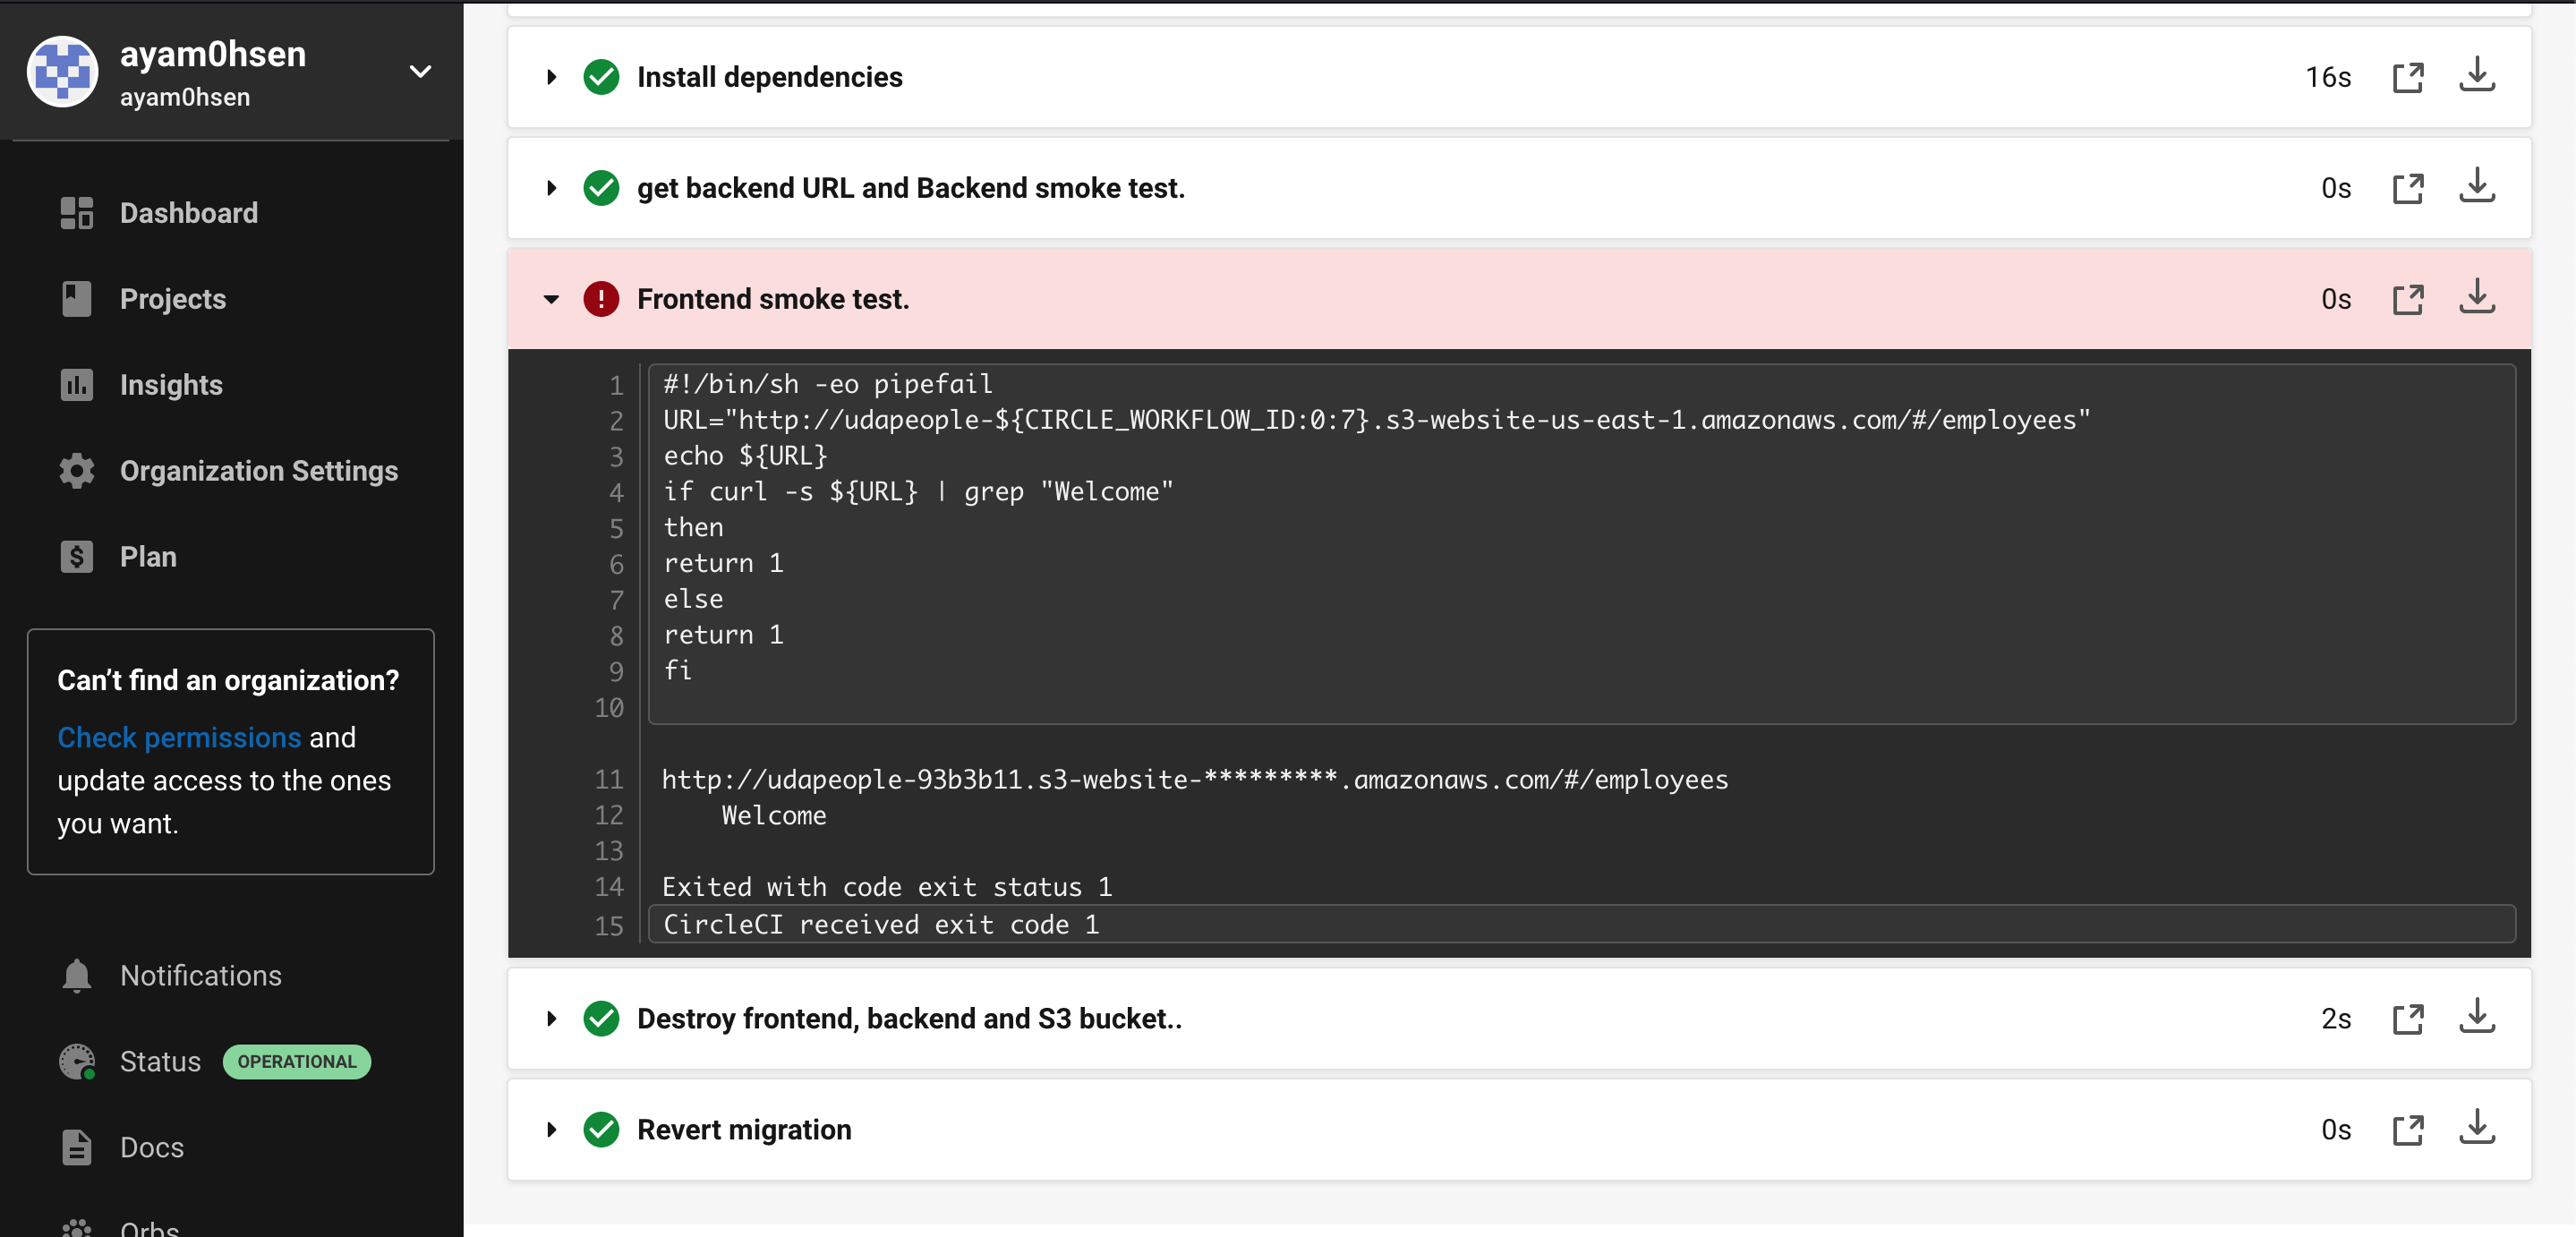 ayam0hsen
ayam0hsen
Dashboard
Projects
Insights
Organization Settings
Plan
Can’t find an organization?
Check permissions and
update access to the ones
you want.
Notifications
Status OPERATIONAL
Docs
Orbs
Install dependencies 16s
get backend URL and Backend smoke test. 0s
Frontend smoke test. 0s
1 #!/bin/sh -eo pipefail
2 URL="http://udapeople-${CIRCLE_WORKFLOW_ID:0:7}.s3-website-us-east-1.amazonaws.com/#/employees"
3 echo ${URL}
4 if curl -s ${URL} | grep "Welcome"
5 then
6 return 1
7 else
8 return 1
9 fi
10
11 http://udapeople-93b3b11.s3-website-*********.amazonaws.com/#/employees
12 Welcome
13
14 Exited with code exit status 1
15 CircleCI received exit code 1
Destroy frontend, backend and S3 bucket.. 2s
Revert migration 0s